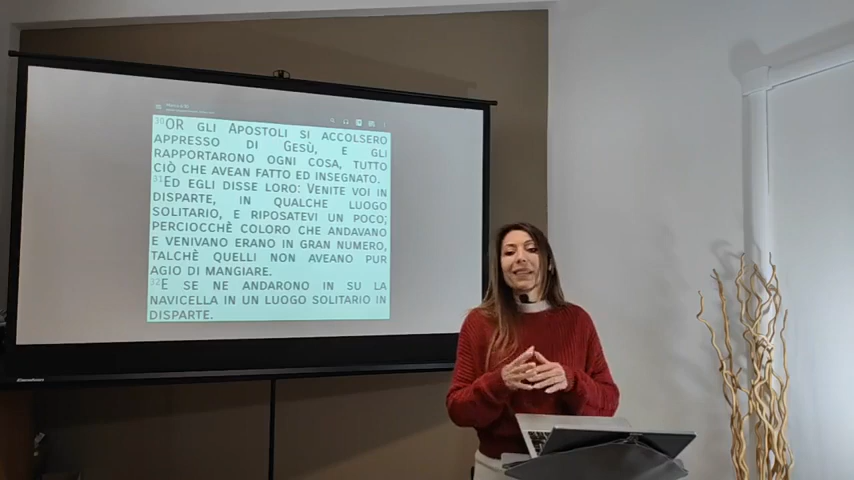 30OR GLI APOSTOLI SI ACCOLSERO
APPRESSO DI GESÙ, E GLI
RAPPORTARONO OGNI COSA, TUTTO
CIÒ CHE AVEAN FATTO ED INSEGNATO.
31ED EGLI DISSE LORO: VENITE VOI IN
DISPARTE, IN QUALCHE LUOGO
SOLITARIO, E RIPOSATEVI UN POCO;
PERCIOCCHÈ COLORO CHE ANDAVANO
E VENIVANO ERANO IN GRAN NUMERO,
TALCHÈ QUELLI NON AVEANO PUR
AGIO DI MANGIARE.
32E SE NE ANDARONO IN SU LA
NAVICELLA IN UN LUOGO SOLITARIO IN
DISPARTE.